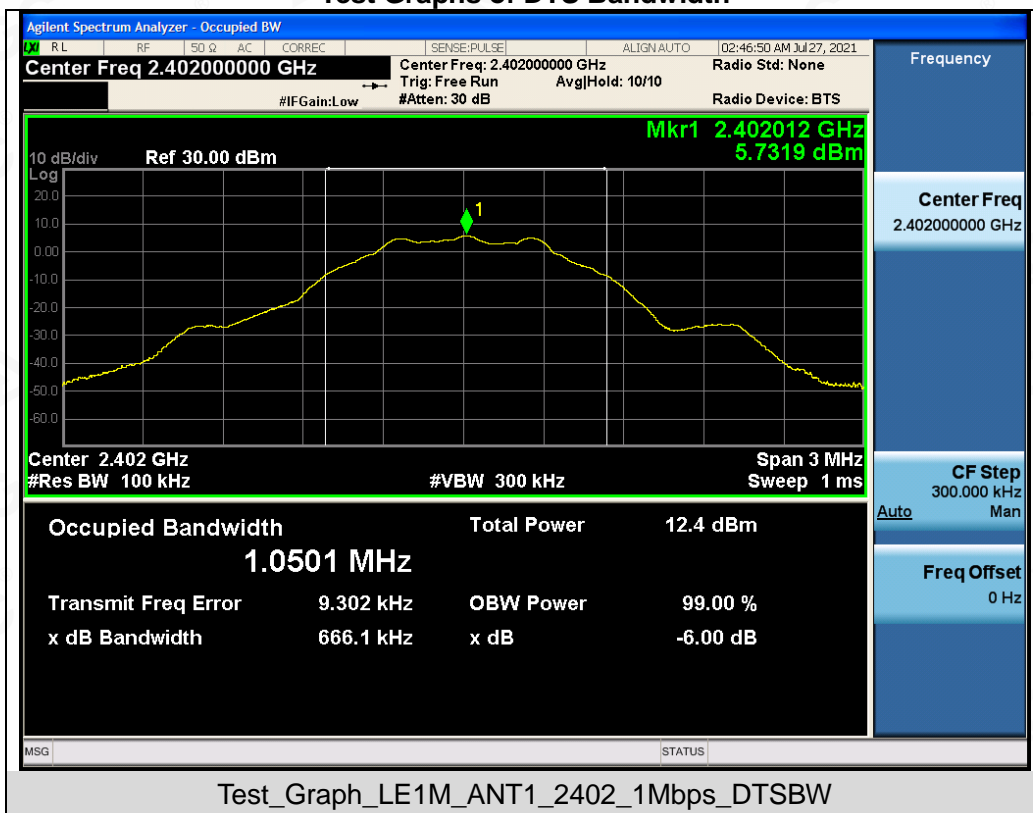 Test Graphs of DTS Bandwidth
Agilent Spectrum Analyzer - Occupied BW
LXI RL RF 50 Ω AC CORREC SENSE:PULSE ALIGN AUTO 02:46:50 AM Jul 27, 2021
Center Freq 2.402000000 GHz
Center Freq: 2.402000000 GHz
Radio Std: None
Trig: Free Run Avg|Hold: 10/10
#IFGain:Low #Atten: 30 dB Radio Device: BTS
Frequency
Mkr1 2.402012 GHz
5.7319 dBm
10 dB/div Ref 30.00 dBm
Log
20.0
10.0
0.00
-10.0
-20.0
-30.0
-40.0
-50.0
-60.0
1
Center 2.402 GHz Span 3 MHz
#Res BW 100 kHz #VBW 300 kHz Sweep 1 ms
Center Freq
2.402000000 GHz
CF Step
300.000 kHz
Auto Man
Freq Offset
0 Hz
Occupied Bandwidth Total Power 12.4 dBm
1.0501 MHz
Transmit Freq Error 9.302 kHz OBW Power 99.00 %
x dB Bandwidth 666.1 kHz x dB -6.00 dB
MSG STATUS
Test_Graph_LE1M_ANT1_2402_1Mbps_DTSBW